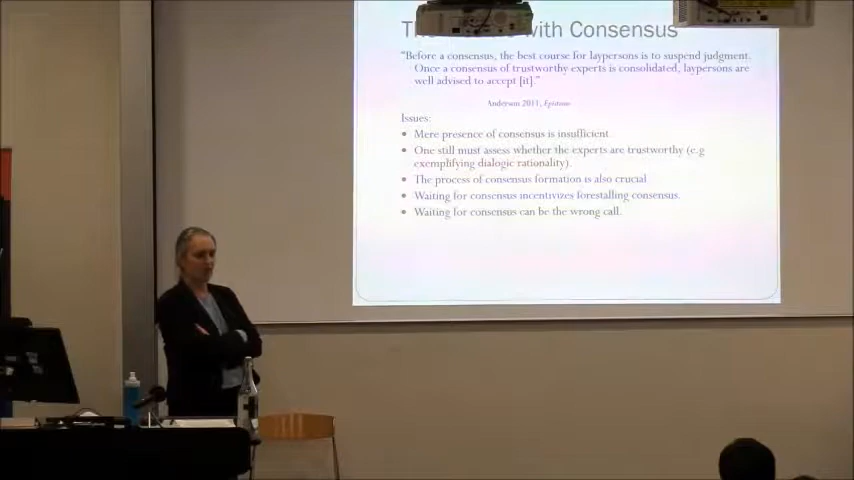 Th with Consensus
“Before a consensus, the best course for laypersons is to suspend judgment.
Once a consensus of trustworthy experts is consolidated, laypersons are
well advised to accept [it].”
Anderson 2011, Episteme
Issues:
• Mere presence of consensus is insufficient
• One still must assess whether the experts are trustworthy (e.g
exemplifying dialogic rationality).
• The process of consensus formation is also crucial
• Waiting for consensus incentivizes forestalling consensus.
• Waiting for consensus can be the wrong call.